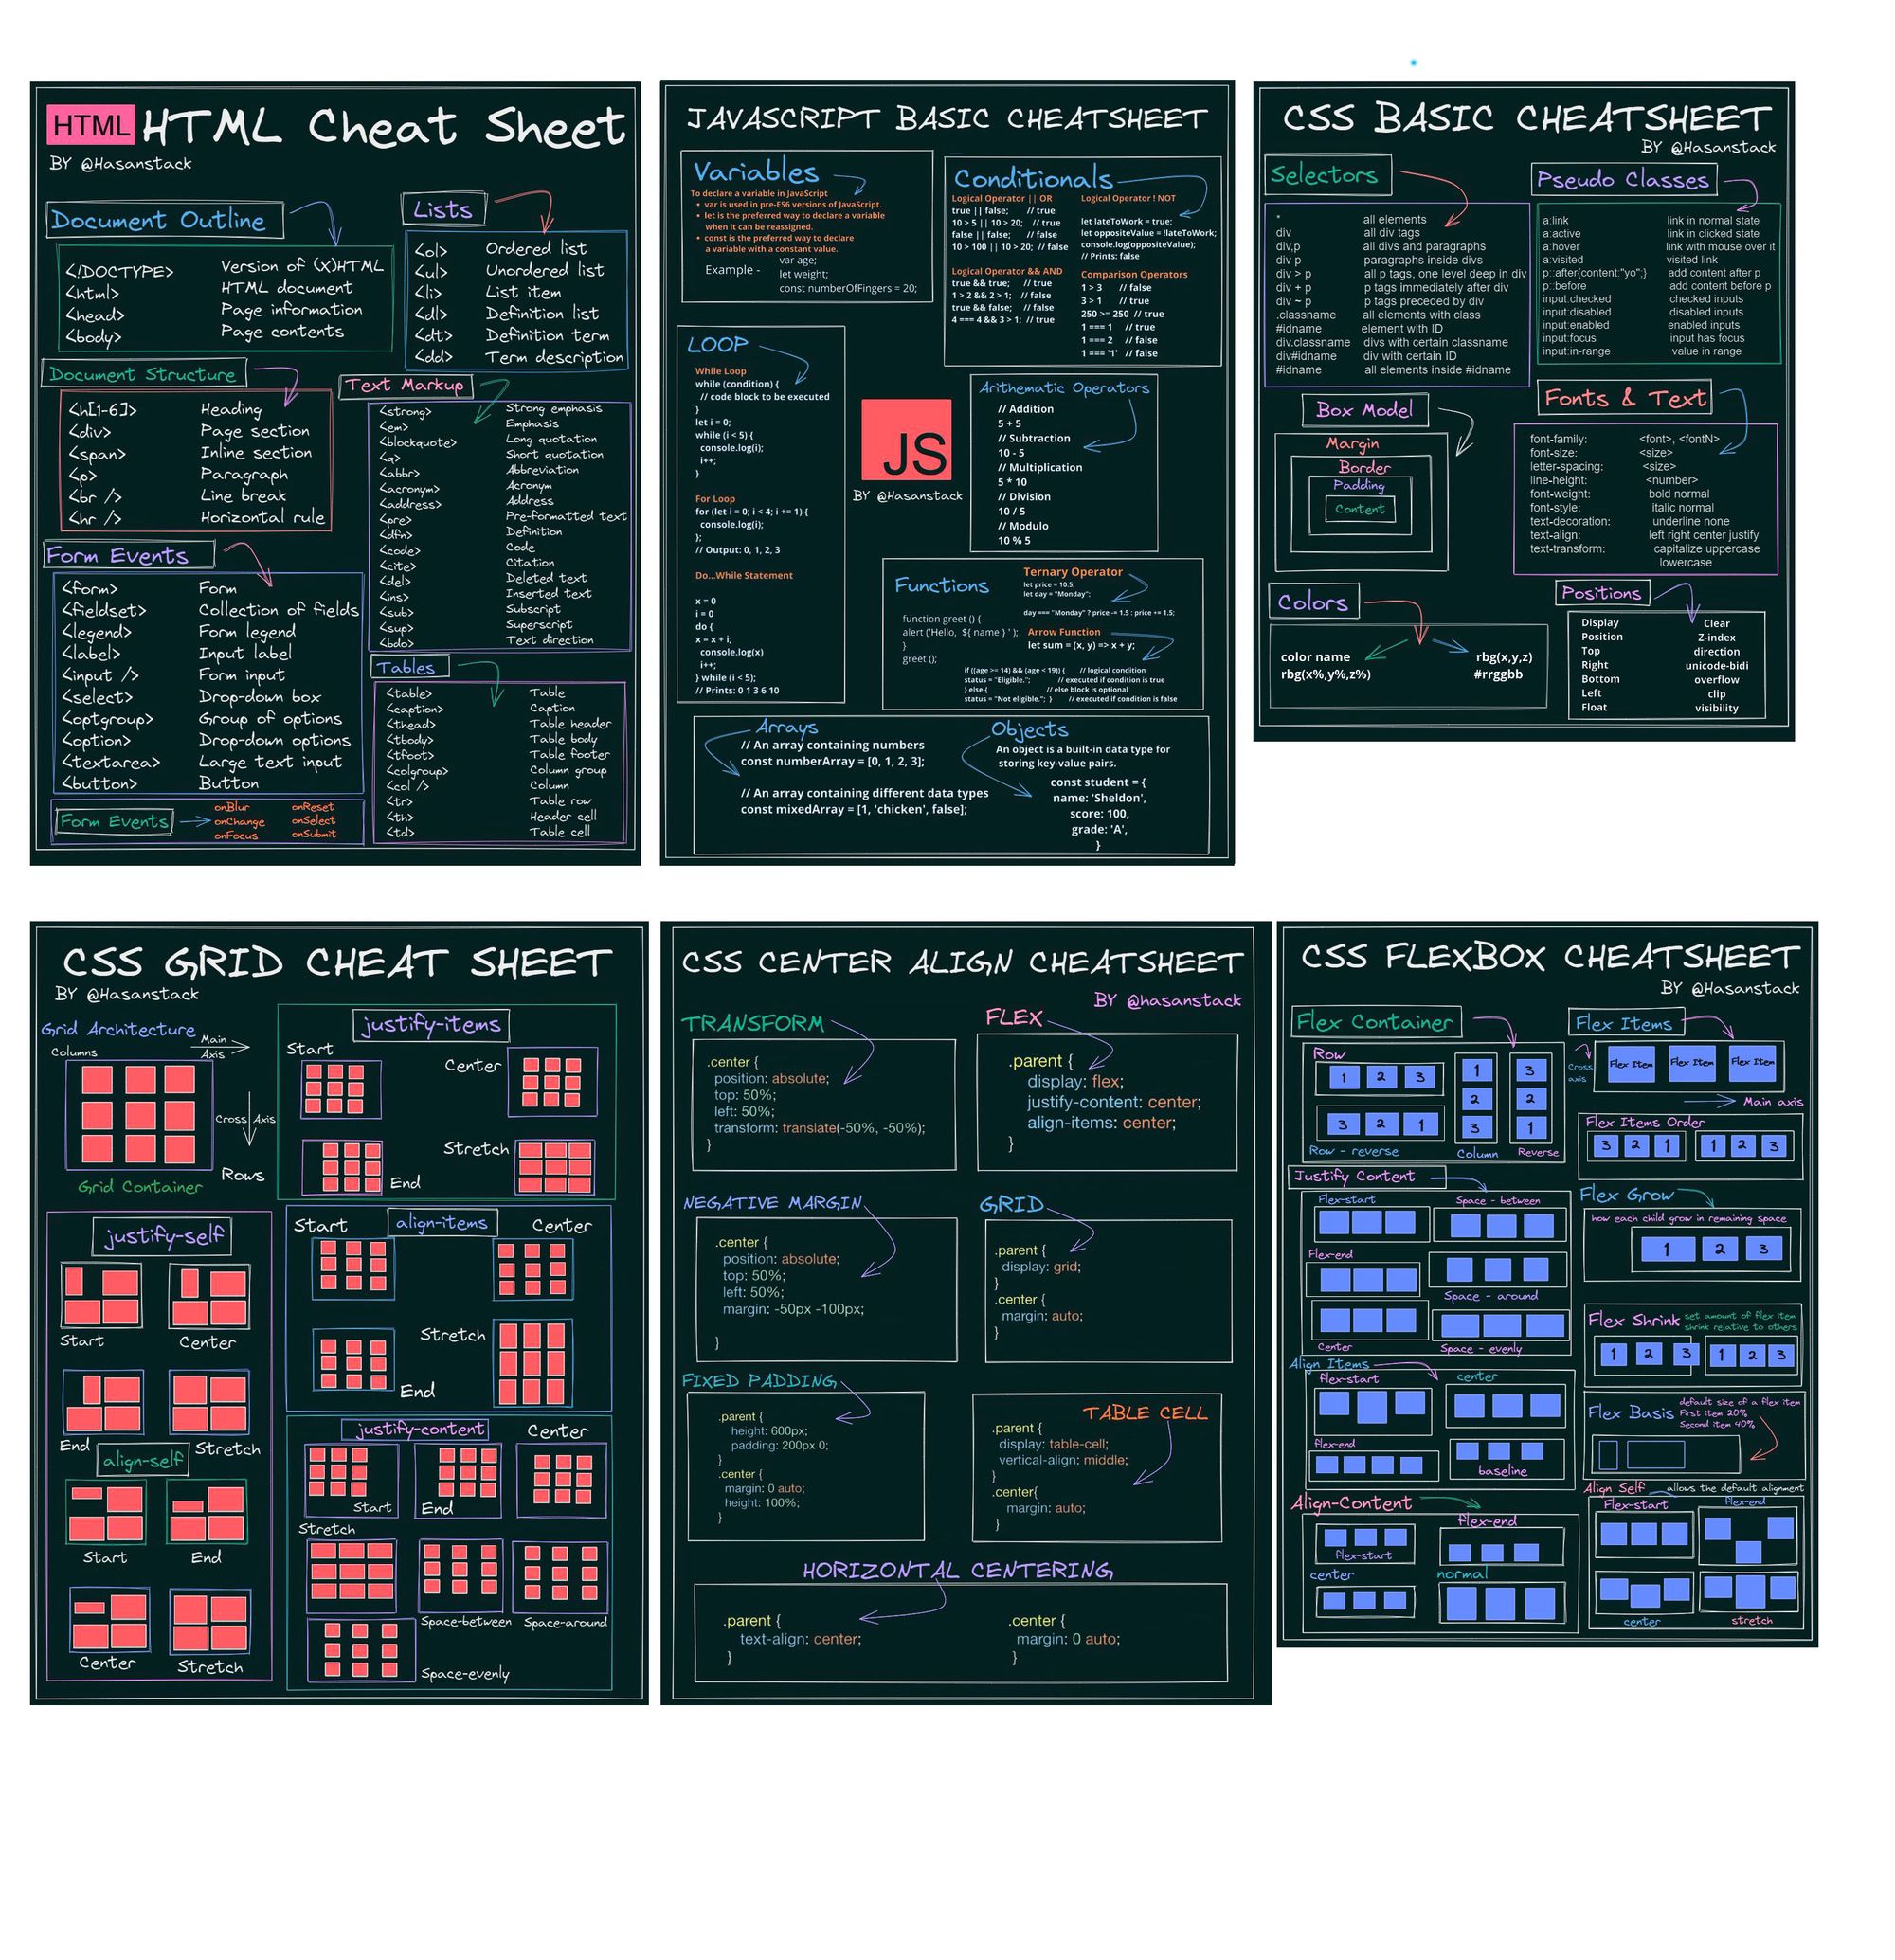 HTML
HTML Cheat Sheet
BY @Hasanstack
Document Outline
<!DOCTYPE> Version of (X)HTML
<html> HTML document
<head> Page information
<body> Page contents
Lists
<ol> Ordered list
<ul> Unordered list
<li> List item
<dl> Definition list
<dt> Definition term
<dd> Term description
Document Structure
<h[1-6]> Heading
<div> Page section
<span> Inline section
<p> Paragraph
<br /> Line break
<hr /> Horizontal rule
Text Markup
<strong> Strong emphasis
<em> Emphasis
<blockquote> Long quotation
<q> Short quotation
<abbr> Abbreviation
<acronym> Acronym
<address> Address
<pre> Pre-formatted text
<dfn> Definition
<code> Code
<cite> Citation
<del> Deleted text
<ins> Inserted text
<sub> Subscript
<sup> Superscript
<bdo> Text direction
Form Events
<form> Form
<fieldset> Collection of fields
<legend> Form legend
<label> Input label
<input /> Form input
<select> Drop-down box
<optgroup> Group of options
<option> Drop-down options
<textarea> Large text input
<button> Button
Tables
<table> Table
<caption> Caption
<thead> Table header
<tbody> Table body
<tfoot> Table footer
<colgroup> Column group
<col /> Column
<tr> Table row
<th> Header cell
<td> Table cell
Form Events
onBlur onReset
onChange onSelect
onFocus onSubmit
JAVASCRIPT BASIC CHEATSHEET
Variables
To declare a variable in JavaScript
• var is used in pre-ES6 versions of JavaScript.
• let is the preferred way to declare a variable
when it can be reassigned.
• const is the preferred way to declare
a variable with a constant value.
Example -
var age;
let weight;
const numberOfFingers = 20;
Conditionals
Logical Operator || OR
true || false; // true
10 > 5 || 10 > 20; // true
false || false; // false
10 > 100 || 10 > 20; // false
Logical Operator ! NOT
let lateToWork = true;
let oppositeValue = !lateToWork;
console.log(oppositeValue);
// Prints: false
Logical Operator && AND
true && true; // true
1 > 2 && 2 > 1; // false
true && false; // false
4 === 4 && 3 > 1; // true
Comparison Operators
1 > 3 // false
3 > 1 // true
250 >= 250 // true
1 === 1 // true
1 === 2 // false
1 === '1' // false
LOOP
While Loop
while (condition) {
// code block to be executed
}
let i = 0;
while (i < 5) {
console.log(i);
i++;
}
For Loop
for (let i = 0; i < 4; i += 1) {
console.log(i);
};
// Output: 0, 1, 2, 3
Do...While Statement
x = 0
i = 0
do {
x = x + i;
console.log(x)
i++;
} while (i < 5);
// Prints: 0 1 3 6 10
JS
BY @Hasanstack
Arithematic Operators
// Addition
5 + 5
// Subtraction
10 - 5
// Multiplication
5 * 10
// Division
10 / 5
// Modulo
10 % 5
Functions
function greet () {
alert ('Hello, ${ name } ' );
}
greet ();
Ternary Operator
let price = 10.5;
let day = "Monday";
day === "Monday" ? price -= 1.5 : price += 1.5;
Arrow Function
let sum = (x, y) => x + y;
if ((age >= 14) && (age < 19)) { // logical condition
status = "Eligible."; // executed if condition is true
} else { // else block is optional
status = "Not eligible."; } // executed if condition is false
Arrays
// An array containing numbers
const numberArray = [0, 1, 2, 3];
// An array containing different data types
const mixedArray = [1, 'chicken', false];
Objects
An object is a built-in data type for
storing key-value pairs.
const student = {
name: 'Sheldon',
score: 100,
grade: 'A',
}
CSS BASIC CHEATSHEET
BY @Hasanstack
Selectors
* all elements
div all div tags
div,p all divs and paragraphs
div p paragraphs inside divs
div > p all p tags, one level deep in div
div + p p tags immediately after div
div ~ p p tags preceded by div
.classname all elements with class
#idname element with ID
div.classname divs with certain classname
div#idname div with certain ID
#idname all elements inside #idname
Pseudo Classes
a:link link in normal state
a:active link in clicked state
a:hover link with mouse over it
a:visited visited link
p::after{content:"yo";} add content after p
p::before add content before p
input:checked checked inputs
input:disabled disabled inputs
input:enabled enabled inputs
input:focus input has focus
input:in-range value in range
Box Model
Margin
Border
Padding
Content
Fonts & Text
font-family: <font>, <fontN>
font-size: <size>
letter-spacing: <size>
line-height: <number>
font-weight: bold normal
font-style: italic normal
text-decoration: underline none
text-align: left right center justify
text-transform: capitalize uppercase
lowercase
Colors
color name rbg(x,y,z)
rbg(x%,y%,z%) #rrggbb
Positions
Display Clear
Position Z-index
Top direction
Right unicode-bidi
Bottom overflow
Left clip
Float visibility
CSS GRID CHEAT SHEET
BY @Hasanstack
Grid Architecture
Columns
Main
Axis
Cross Axis
Rows
Grid Container
justify-items
Start
Center
End
Stretch
justify-self
Start
Center
End
Stretch
align-items
Start
Center
Stretch
End
align-self
Start
End
Center
Stretch
justify-content
Center
Start
End
Stretch
Space-between
Space-around
Space-evenly
CSS CENTER ALIGN CHEATSHEET
BY @hasanstack
TRANSFORM
.center {
position: absolute;
top: 50%;
left: 50%;
transform: translate(-50%, -50%);
}
FLEX
.parent {
display: flex;
justify-content: center;
align-items: center;
}
NEGATIVE MARGIN
.center {
position: absolute;
top: 50%;
left: 50%;
margin: -50px -100px;
}
GRID
.parent {
display: grid;
}
.center {
margin: auto;
}
FIXED PADDING
.parent {
height: 600px;
padding: 200px 0;
}
.center {
margin: 0 auto;
height: 100%;
}
TABLE CELL
.parent {
display: table-cell;
vertical-align: middle;
}
.center{
margin: auto;
}
HORIZONTAL CENTERING
.parent {
text-align: center;
}
.center {
margin: 0 auto;
}
CSS FLEXBOX CHEATSHEET
BY @Hasanstack
Flex Container
Row
1 2 3
3 2 1
Row - reverse
1
2
3
Column
3
2
1
Reverse
Flex Items
Cross
axis
Flex Item Flex Item Flex Item
Main axis
Flex Items Order
3 2 1 1 2 3
Justify Content
Flex-start
Space - between
Flex-end
Space - around
Center
Space - evenly
Flex Grow
how each child grow in remaining space
1 2 3
Flex Shrink
set amount of flex item
shrink relative to others
1 2 3 1 2 3
Align Items
flex-start
center
flex-end
baseline
Flex Basis
default size of a flex item
First item 20%
Second item 40%
Align-Content
flex-end
flex-start
center
normal
Align Self
allows the default alignment
Flex-start
flex-end
center
stretch